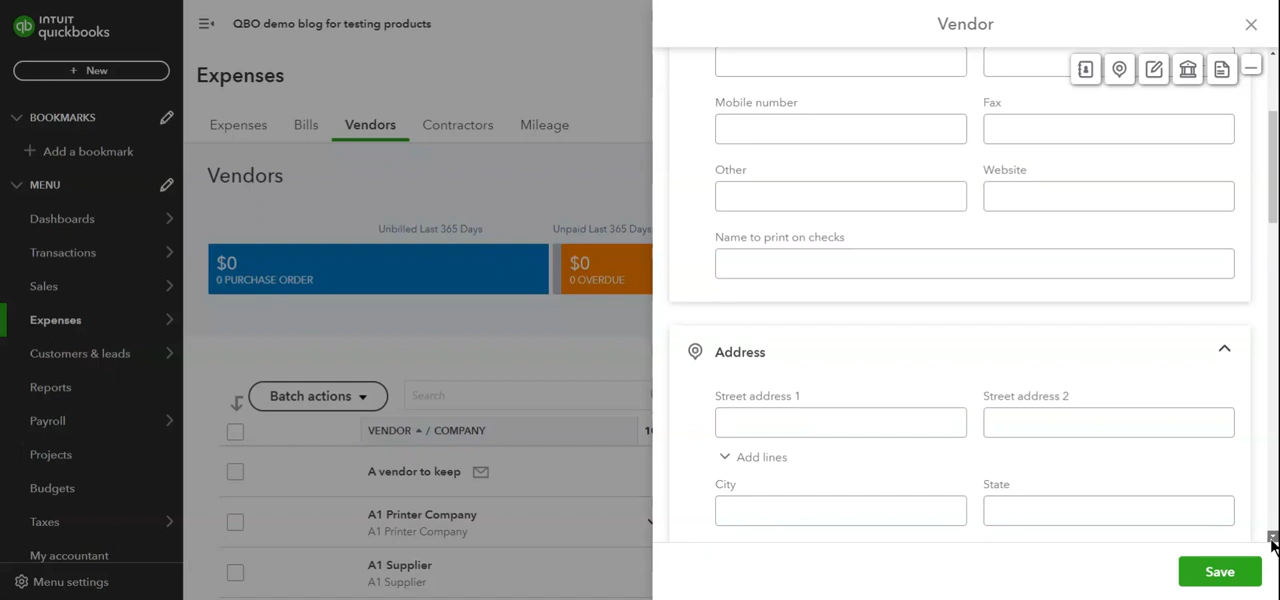 INTUIT
quickbooks
QBO demo blog for testing products
Vendor
+ New
Expenses
BOOKMARKS
Add a bookmark
MENU
Dashboards
Transactions
Sales
Expenses
Customers & leads
Reports
Payroll
Projects
Budgets
Taxes
My accountant
Menu settings
Expenses Bills Vendors Contractors Mileage
Vendors
Unbilled Last 365 Days Unpaid Last 365 Days
$0
0 PURCHASE ORDER
$0
0 OVERDUE
Batch actions
Search
VENDOR / COMPANY
A vendor to keep
A1 Printer Company
A1 Printer Company
A1 Supplier
A1 Supplier
Mobile number Fax
Other Website
Name to print on checks
Address
Street address 1 Street address 2
Add lines
City State
Save